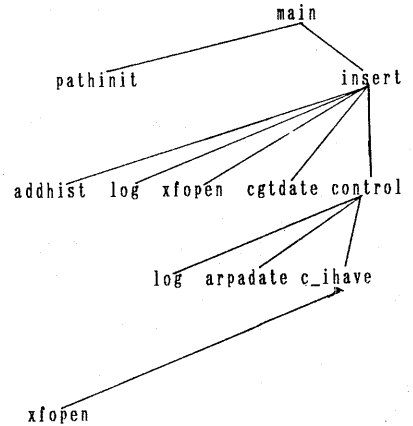 main
pathinit insert
addhist log xfopen cgtdate control
log arpadate c_ihave
xfopen